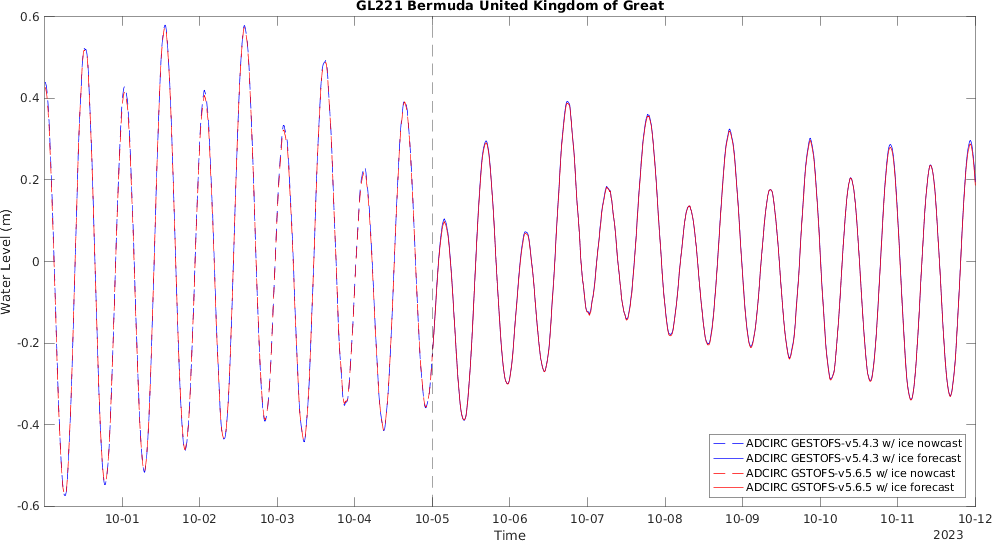 GL221 Bermuda United Kingdom of Great
0.6
0.4
0.2
0
-0.2
-0.4
-0.6
Water Level (m)
10-01 10-02 10-03 10-04 10-05 10-06 10-07 10-08 10-09 10-10 10-11 10-12
Time
2023
ADCIRC GESTOFS-v5.4.3 w/ ice nowcast
ADCIRC GESTOFS-v5.4.3 w/ ice forecast
ADCIRC GSTOFS-v5.6.5 w/ ice nowcast
ADCIRC GSTOFS-v5.6.5 w/ ice forecast